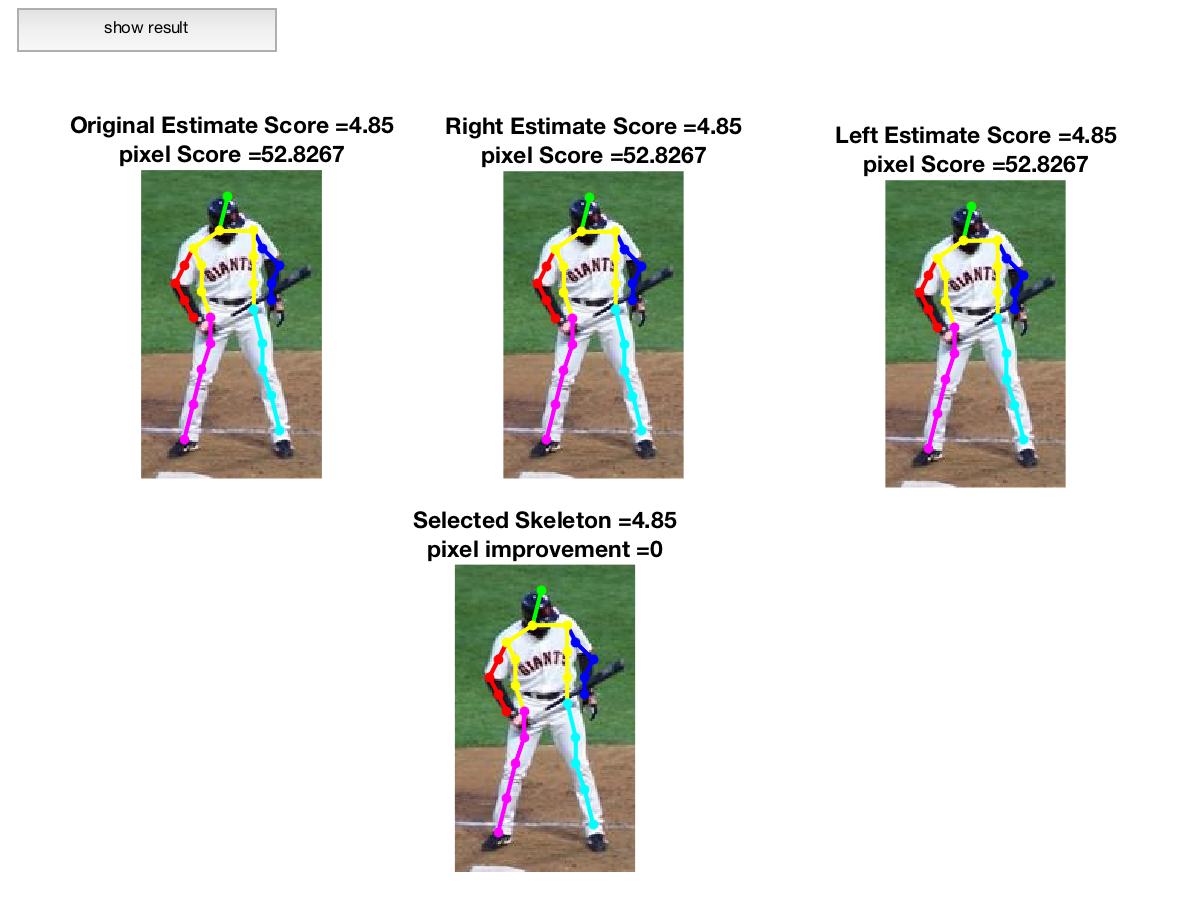 show result
Original Estimate Score =4.85
pixel Score =52.8267
Right Estimate Score =4.85
pixel Score =52.8267
Left Estimate Score =4.85
pixel Score =52.8267
GIANTS
GIANTS
GIANTS
Selected Skeleton =4.85
pixel improvement =0
GIANTS